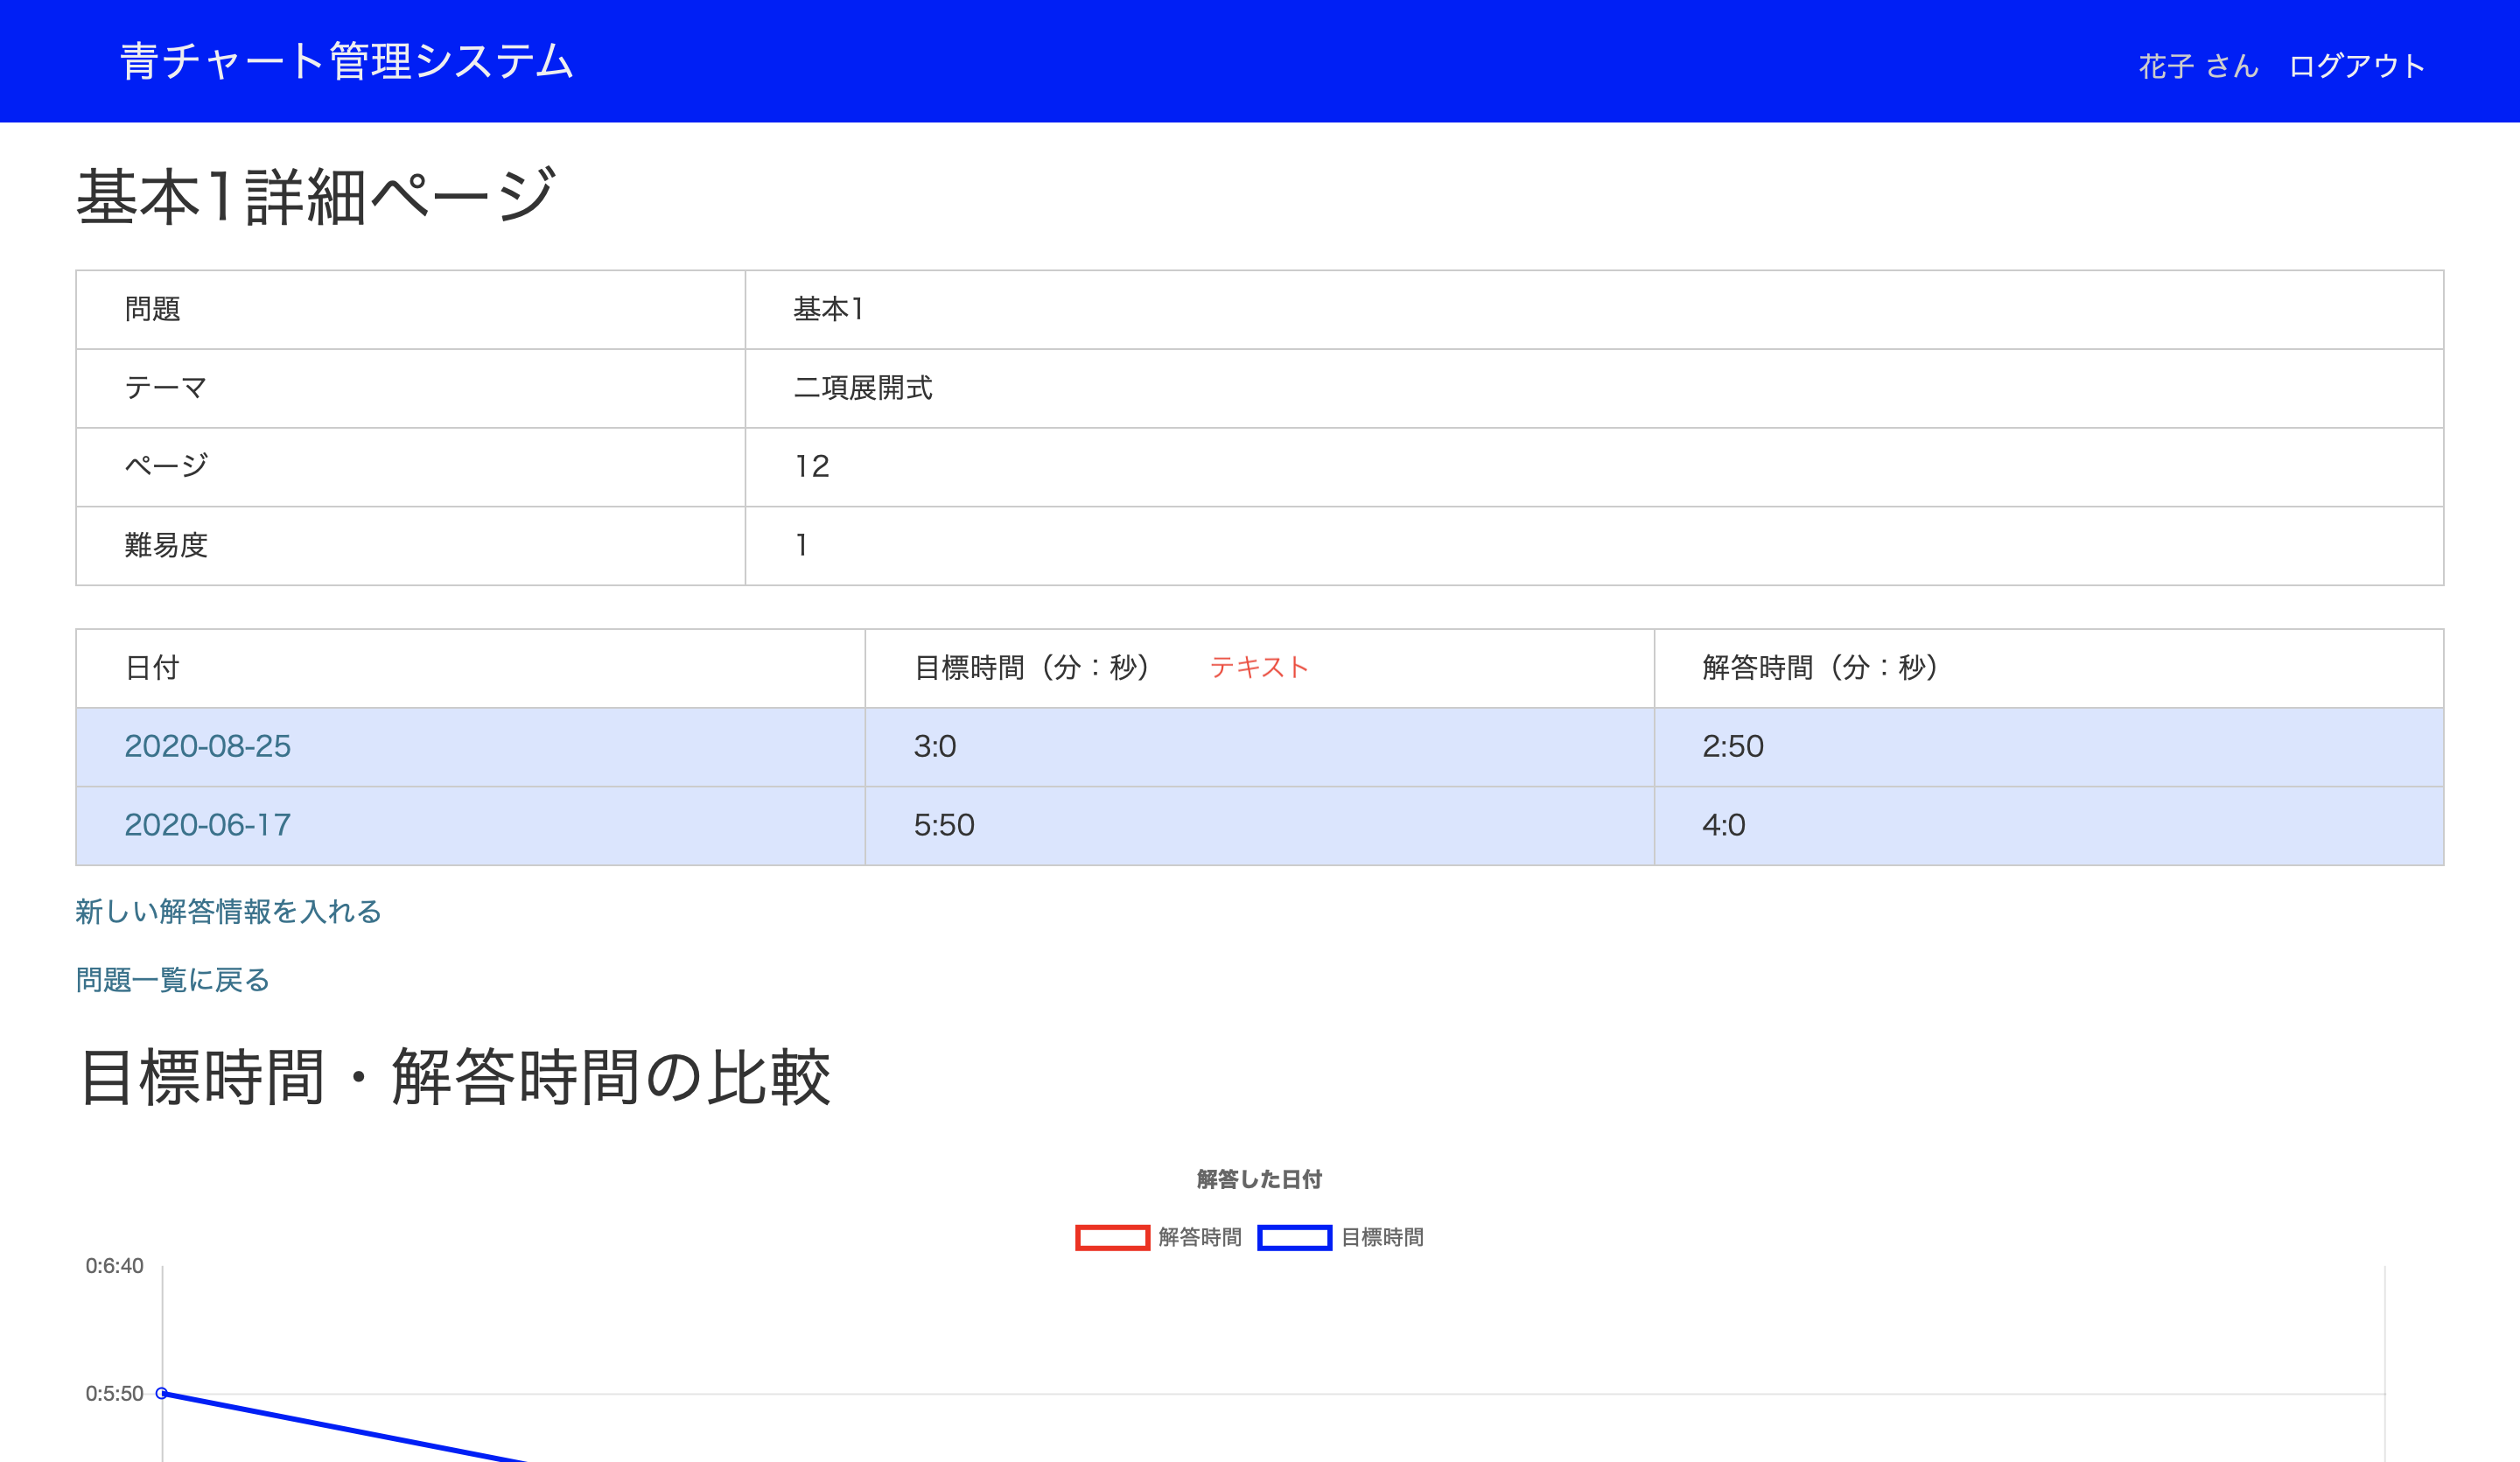 青チャート管理システム 花子 さん ログアウト
基本1詳細ページ
問題 基本1
テーマ 二項展開式
ページ 12
難易度 1
日付 目標時間（分：秒） テキスト 解答時間（分：秒）
2020-08-25 3:0 2:50
2020-06-17 5:50 4:0
新しい解答情報を入れる
問題一覧に戻る
目標時間・解答時間の比較
解答した日付
解答時間 目標時間
0:6:40
0:5:50